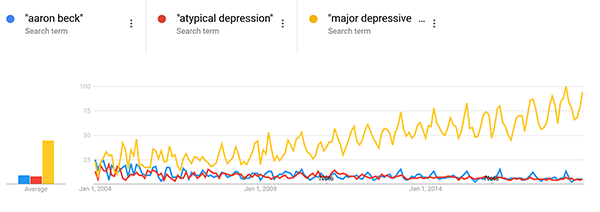 "aaron beck"
Search term
"atypical depression"
Search term
"major depressive ...
Search term
100
75
50
25
Average
Jan 1, 2004
Jan 1, 2009
Jan 1, 2014